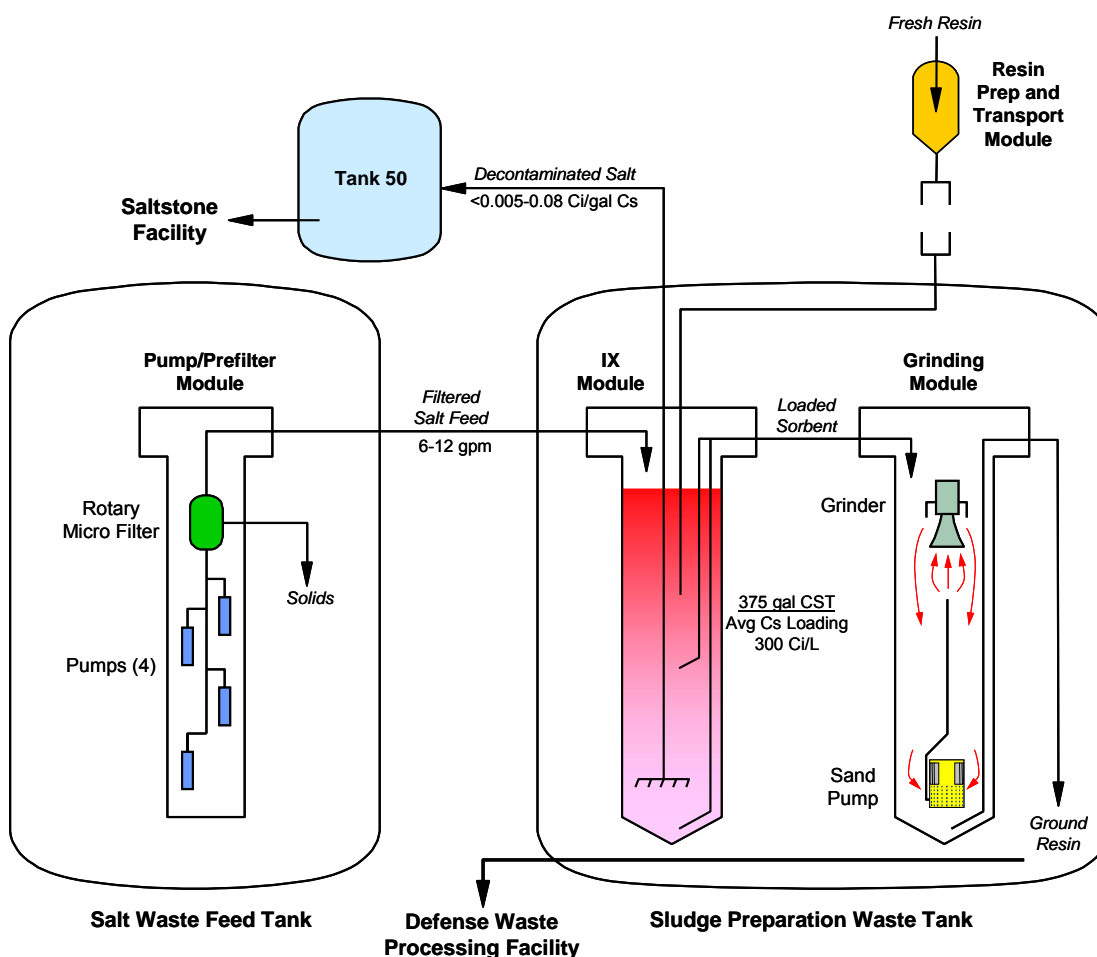 Fresh Resin
Resin
Prep and
Transport
Module
Tank 50
Decontaminated Salt
<0.005-0.08 Ci/gal Cs
Saltstone
Facility
Pump/Prefilter
Module
Filtered
Salt Feed
6-12 gpm
IX
Module
Loaded
Sorbent
Grinding
Module
Rotary
Micro Filter
Solids
Pumps (4)
375 gal CST
Avg Cs Loading
300 Ci/L
Grinder
Sand
Pump
Ground
Resin
Salt Waste Feed Tank
Defense Waste
Processing Facility
Sludge Preparation Waste Tank